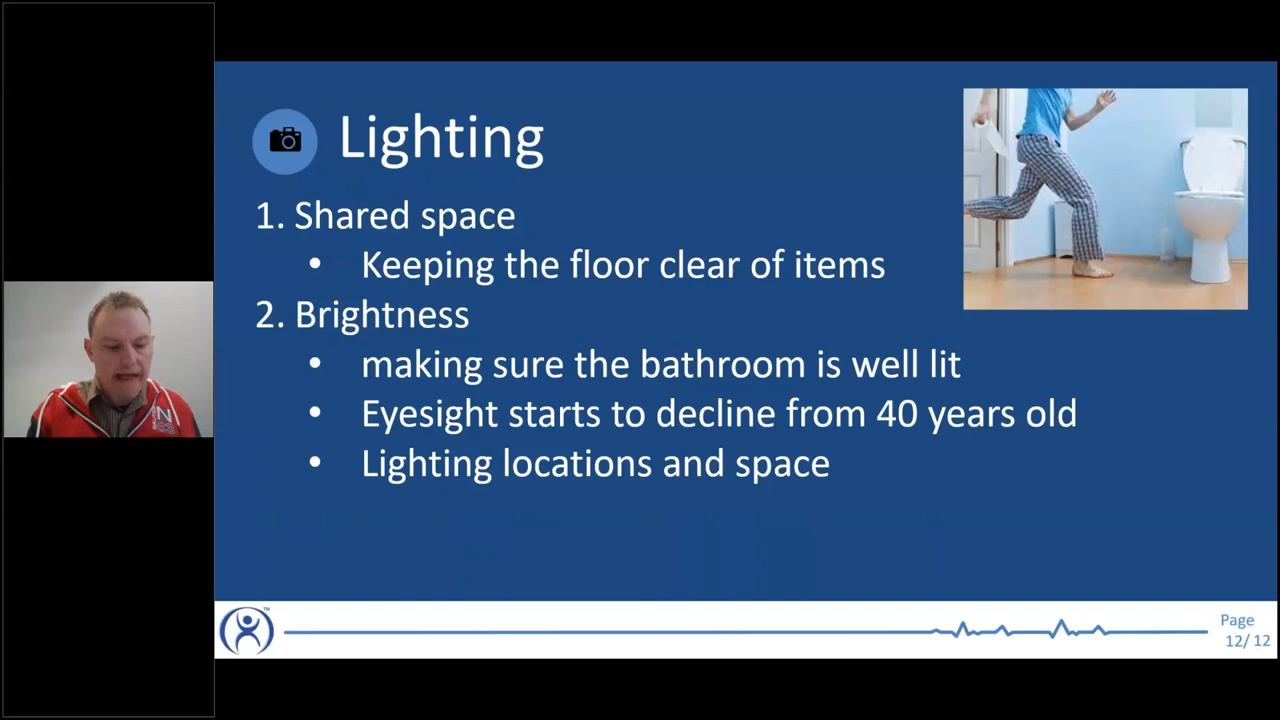 Lighting
1. Shared space
• Keeping the floor clear of items
2. Brightness
• making sure the bathroom is well lit
• Eyesight starts to decline from 40 years old
• Lighting locations and space
Page
12/ 12